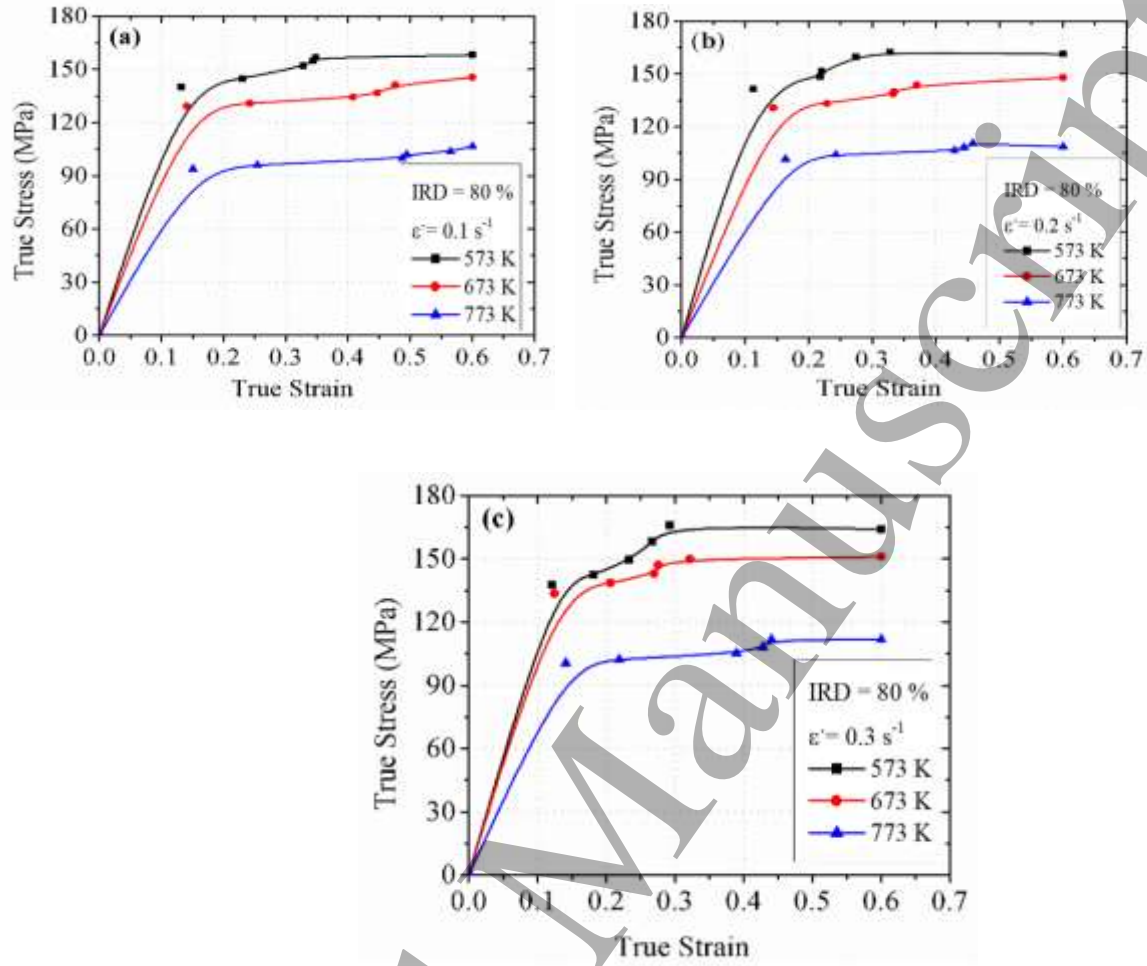 (a)
True Stress (MPa)
180
150
120
90
60
30
0
IRD = 80 %
ε·= 0.1 s-1
573 K
673 K
773 K
0.0 0.1 0.2 0.3 0.4 0.5 0.6 0.7
True Strain
(b)
True Stress (MPa)
180
150
120
90
60
30
0
IRD = 80 %
ε·= 0.2 s-1
573 K
673 K
773 K
0.0 0.1 0.2 0.3 0.4 0.5 0.6 0.7
True Strain
(c)
True Stress (MPa)
180
150
120
90
60
30
0
IRD = 80 %
ε·= 0.3 s-1
573 K
673 K
773 K
0.0 0.1 0.2 0.3 0.4 0.5 0.6 0.7
True Strain
Manuscrip